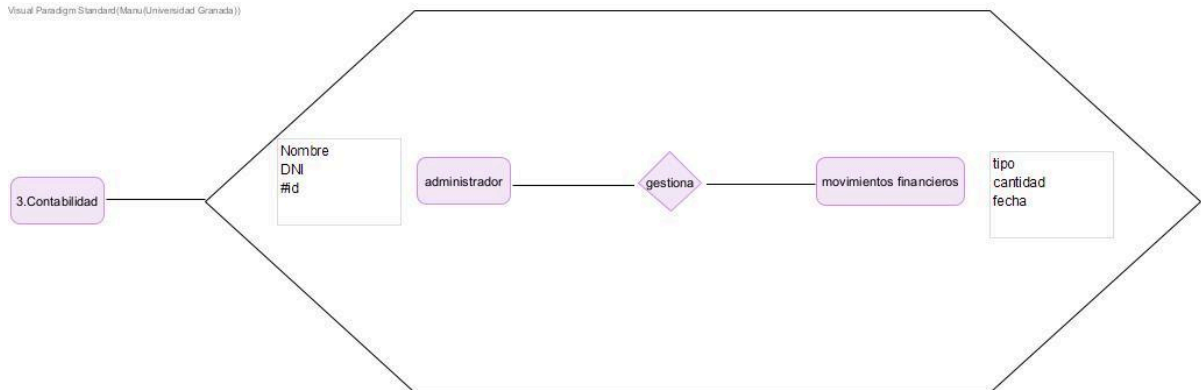 Visual Paradigm Standard(Manu(Universidad Granada))
3.Contabilidad
Nombre
DNI
#id
administrador
gestiona
movimientos financieros
tipo
cantidad
fecha